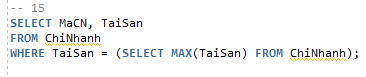 -- 15
SELECT MaCN, TaiSan
FROM ChiNhanh
WHERE TaiSan = (SELECT MAX(TaiSan) FROM ChiNhanh);